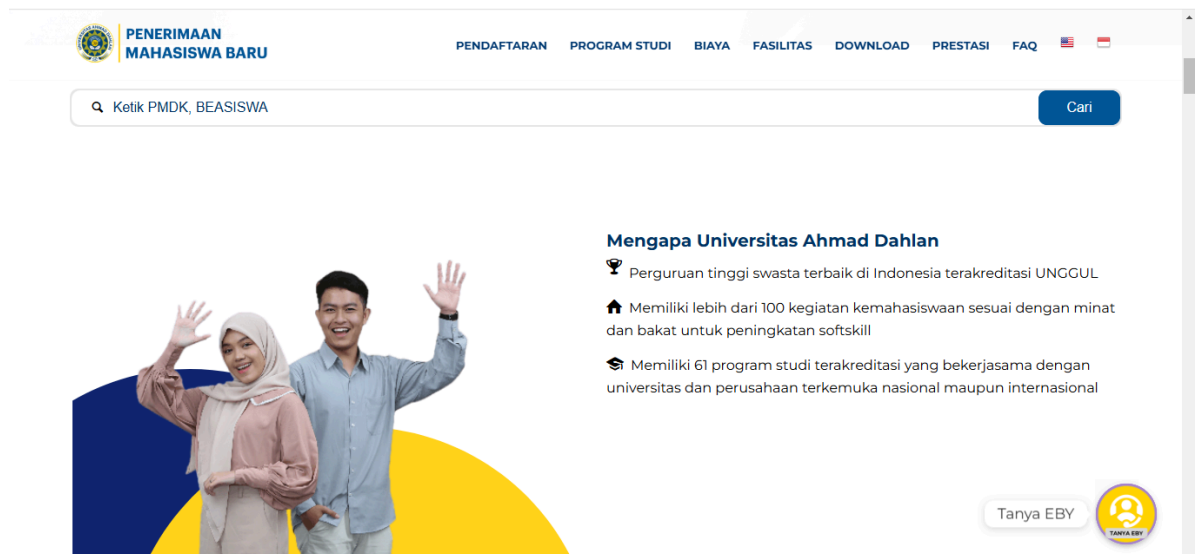 PENERIMAAN
MAHASISWA BARU
PENDAFTARAN PROGRAM STUDI BIAYA FASILITAS DOWNLOAD PRESTASI FAQ
Ketik PMDK, BEASISWA
Cari
Mengapa Universitas Ahmad Dahlan
Perguruan tinggi swasta terbaik di Indonesia terakreditasi UNGGUL
Memiliki lebih dari 100 kegiatan kemahasiswaan sesuai dengan minat
dan bakat untuk peningkatan softskill
Memiliki 61 program studi terakreditasi yang bekerjasama dengan
universitas dan perusahaan terkemuka nasional maupun internasional
Tanya EBY
TANYA EBY